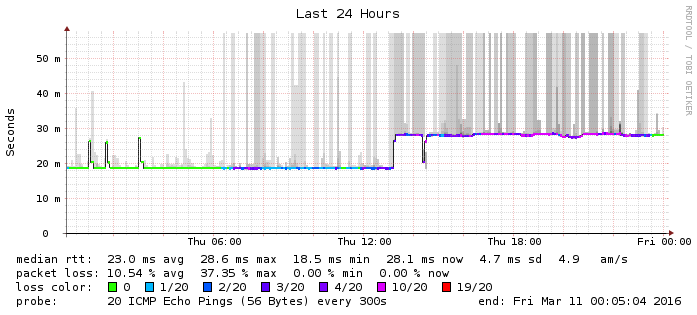 Last 24 Hours
RRDTOOL / TOBI OETIKER
Seconds
50 m
40 m
30 m
20 m
10 m
0
Thu 06:00 Thu 12:00 Thu 18:00 Fri 00:00
median rtt: 23.0 ms avg 28.6 ms max 18.5 ms min 28.1 ms now 4.7 ms sd 4.9 am/s
packet loss: 10.54 % avg 37.35 % max 0.00 % min 0.00 % now
loss color: 0 1/20 2/20 3/20 4/20 10/20 19/20
probe: 20 ICMP Echo Pings (56 Bytes) every 300s end: Fri Mar 11 00:05:04 2016